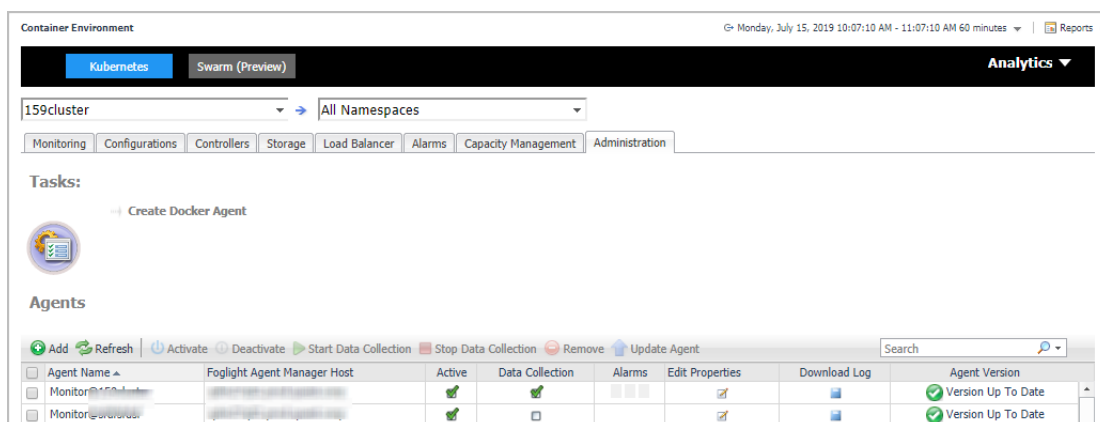 Container Environment
Monday, July 15, 2019 10:07:10 AM - 11:07:10 AM 60 minutes
Reports
Kubernetes
Swarm (Preview)
Analytics
159cluster
All Namespaces
Monitoring
Configurations
Controllers
Storage
Load Balancer
Alarms
Capacity Management
Administration
Tasks:
Create Docker Agent
Agents
Add
Refresh
Activate
Deactivate
Start Data Collection
Stop Data Collection
Remove
Update Agent
Search
Agent Name
Foglight Agent Manager Host
Active
Data Collection
Alarms
Edit Properties
Download Log
Agent Version
Version Up To Date
Version Up To Date